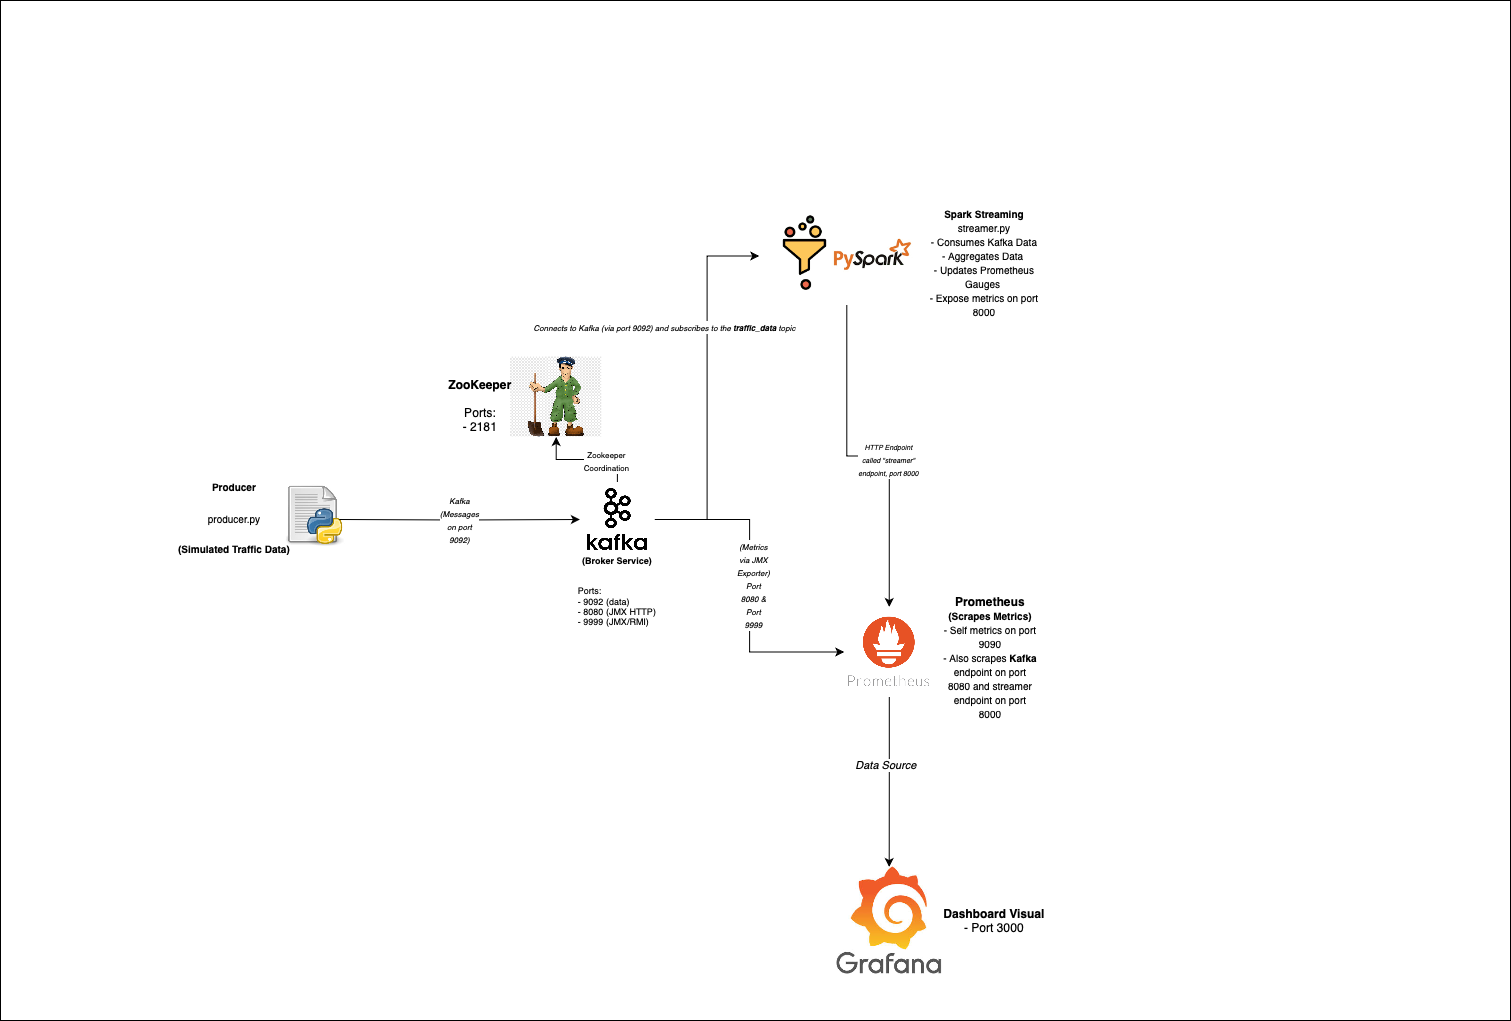 Spark Streaming
streamer.py
- Consumes Kafka Data
- Aggregates Data
- Updates Prometheus
Gauges
- Expose metrics on port
8000
PySpark
Connects to Kafka (via port 9092) and subscribes to the traffic_data topic
ZooKeeper
Ports:
- 2181
Zookeeper
Coordination
HTTP Endpoint
called "streamer"
endpoint, port 8000
Producer
producer.py
(Simulated Traffic Data)
Kafka
(Messages
on port
9092)
kafka
(Broker Service)
Ports:
- 9092 (data)
- 8080 (JMX HTTP)
- 9999 (JMX/RMI)
(Metrics
via JMX
Exporter)
Port
8080 &
Port
9999
Prometheus
Prometheus
(Scrapes Metrics)
- Self metrics on port
9090
- Also scrapes Kafka
endpoint on port
8080 and streamer
endpoint on port
8000
Data Source
Grafana
Dashboard Visual
- Port 3000